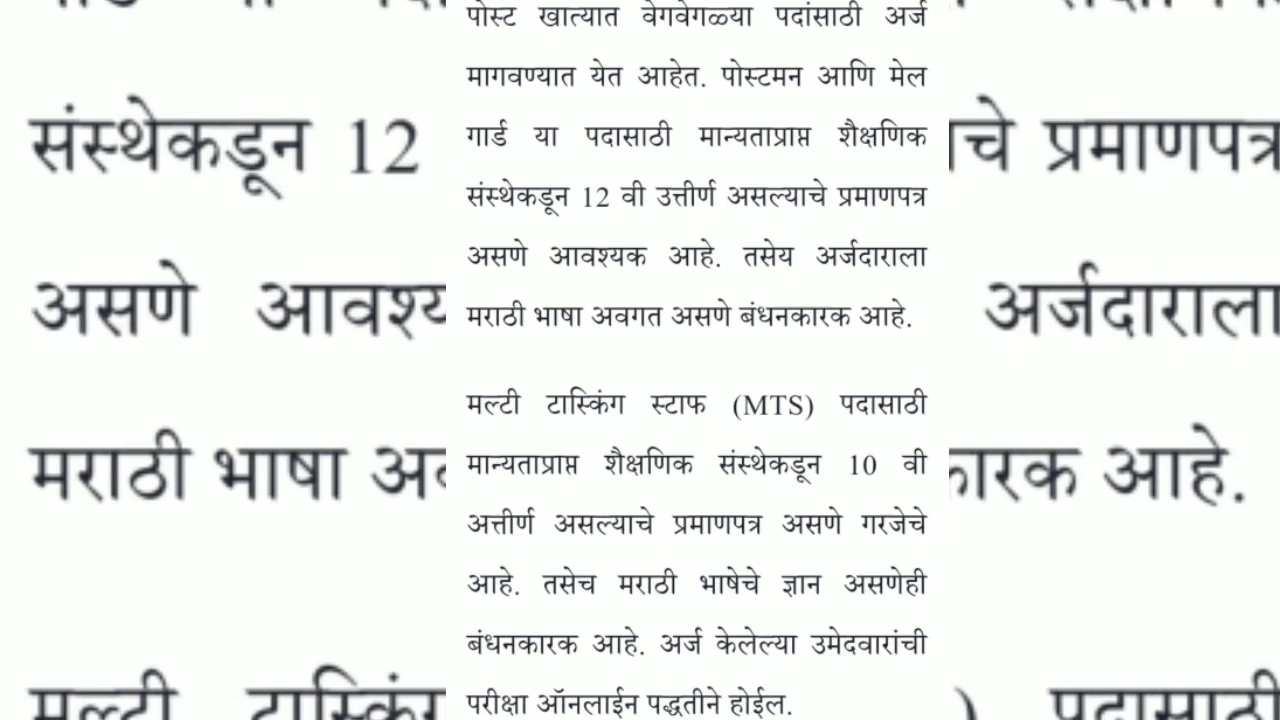 पोस्ट खात्यात वेगवेगळ्या पदांसाठी अर्ज
मागवण्यात येत आहेत. पोस्टमन आणि मेल
गार्ड या पदासाठी मान्यताप्राप्त शैक्षणिक
संस्थेकडून 12 वी उत्तीर्ण असल्याचे प्रमाणपत्र
असणे आवश्यक आहे. तसेय अर्जदाराला
मराठी भाषा अवगत असणे बंधनकारक आहे.
मल्टी टास्किंग स्टाफ (MTS) पदासाठी
मान्यताप्राप्त शैक्षणिक संस्थेकडून 10 वी
अत्तीर्ण असल्याचे प्रमाणपत्र असणे गरजेचे
आहे. तसेच मराठी भाषेचे ज्ञान असणेही
बंधनकारक आहे. अर्ज केलेल्या उमेदवारांची
परीक्षा ऑनलाईन पद्धतीने होईल.
संस्थेकडून 12
चे प्रमाणपत्र
असणे आवश्य
अर्जदाराला
मराठी भाषा अव
कारक आहे.
मल्टी टास्किंग
) पदासाठी